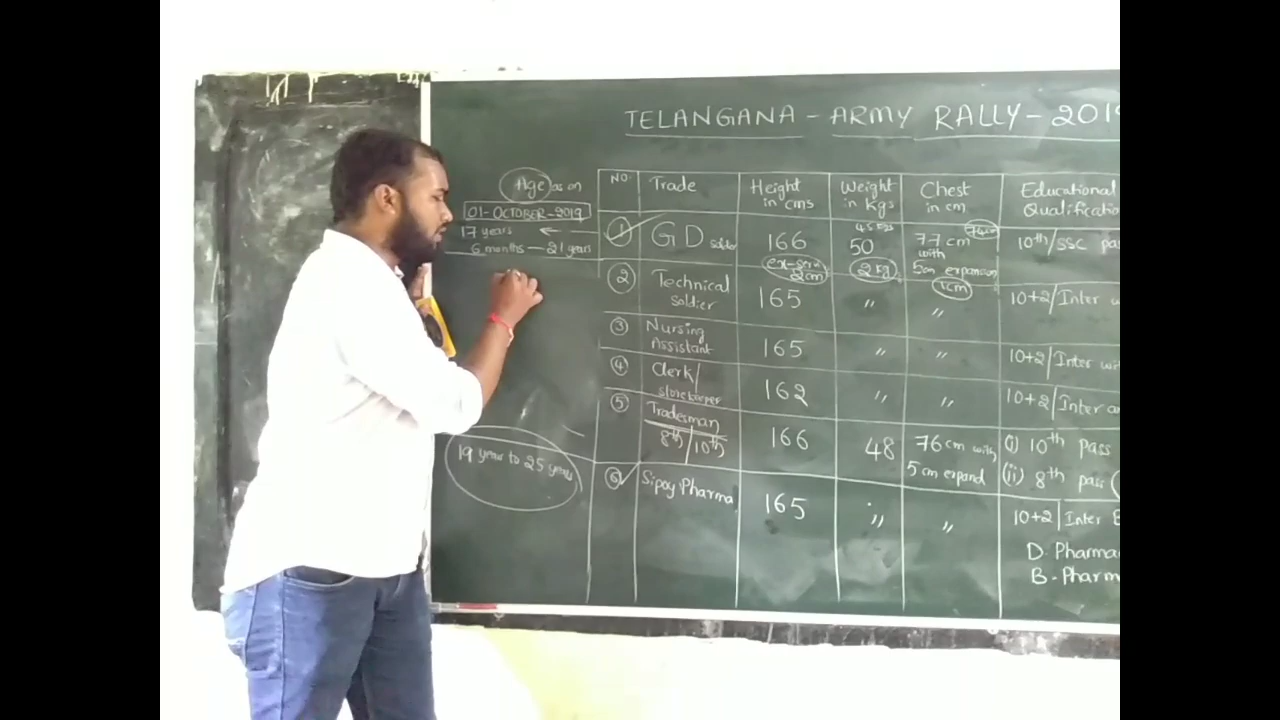 TELANGANA - ARMY RALLY - 2019
Age as on
01-OCTOBER-2019
17 years
6 months — 21 years
19 year to 25 years
NO. Trade Height in cms Weight in Kgs Chest in cm Educational Qualificatio
1 GD soldier 166 50 77 cm with 5cm expansion 10th/SSC pa
45 Kgs 74cm
ex-ser 2cm 2 kg 1cm
2 Technical soldier 165 " " 10+2/Inter w
3 Nursing Assistant 165 " " 10+2/Inter wi
4 Clerk/ storekeeper 162 " " 10+2/Inter a
5 Tradesman 8th/10th 166 48 76 cm with 5 cm expand (i) 10th pass
(ii) 8th pass (
6 Sipoy Pharma 165 " " 10+2/Inter
D. Pharma
B-Pharm